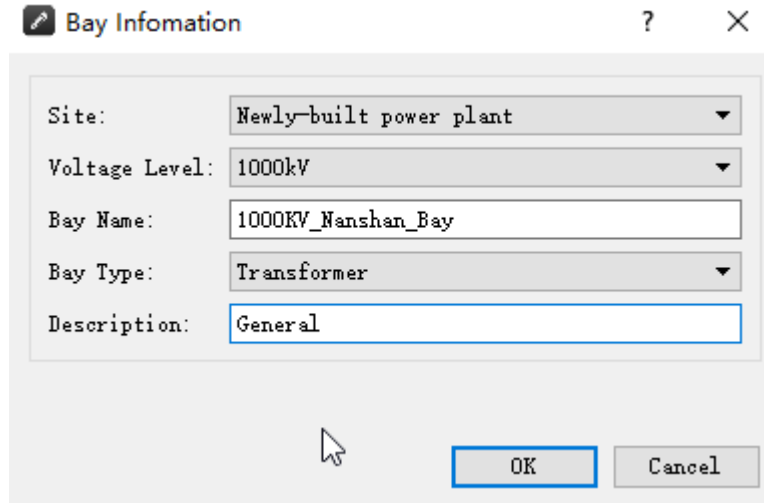 Bay Infomation ?
Site: Newly-built power plant
Voltage Level: 1000kV
Bay Name: 1000KV_Nanshan_Bay
Bay Type: Transformer
Description: General
OK Cancel